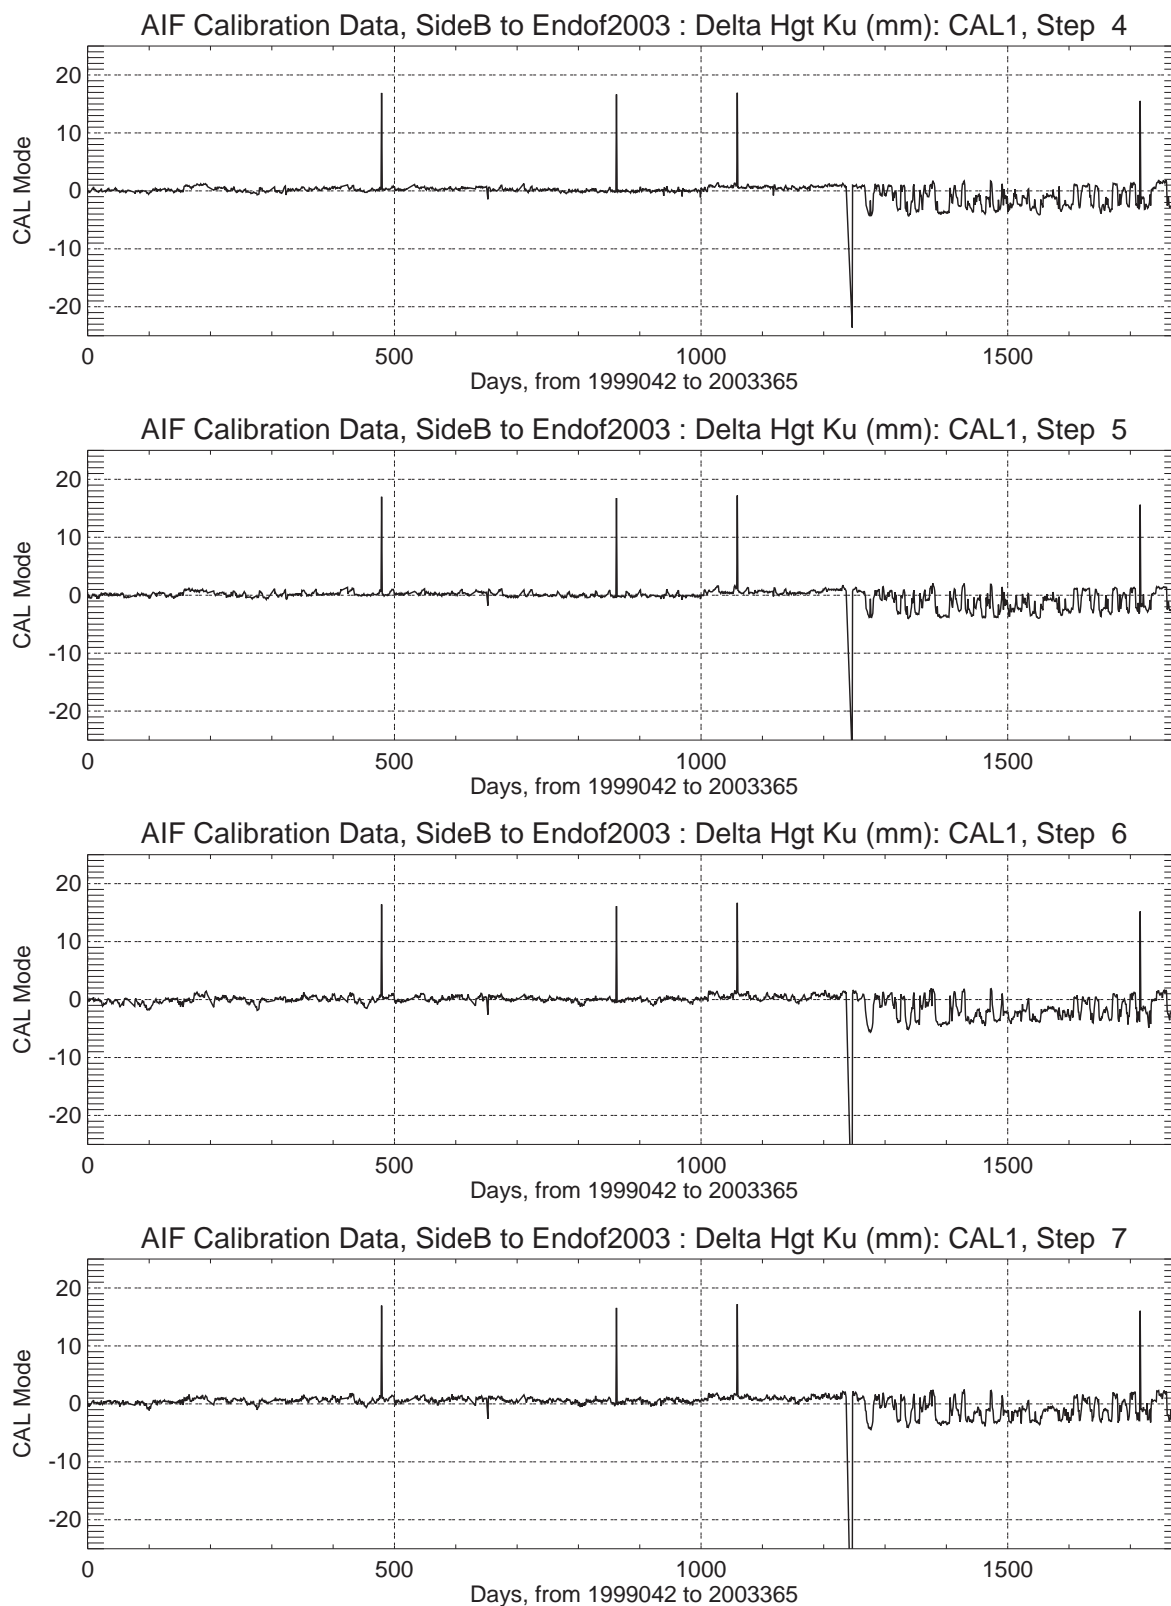 AIF Calibration Data, SideB to Endof2003 : Delta Hgt Ku (mm): CAL1, Step 4
20
10
0
-10
-20
CAL Mode
0 500 1000 1500
Days, from 1999042 to 2003365
AIF Calibration Data, SideB to Endof2003 : Delta Hgt Ku (mm): CAL1, Step 5
20
10
0
-10
-20
CAL Mode
0 500 1000 1500
Days, from 1999042 to 2003365
AIF Calibration Data, SideB to Endof2003 : Delta Hgt Ku (mm): CAL1, Step 6
20
10
0
-10
-20
CAL Mode
0 500 1000 1500
Days, from 1999042 to 2003365
AIF Calibration Data, SideB to Endof2003 : Delta Hgt Ku (mm): CAL1, Step 7
20
10
0
-10
-20
CAL Mode
0 500 1000 1500
Days, from 1999042 to 2003365